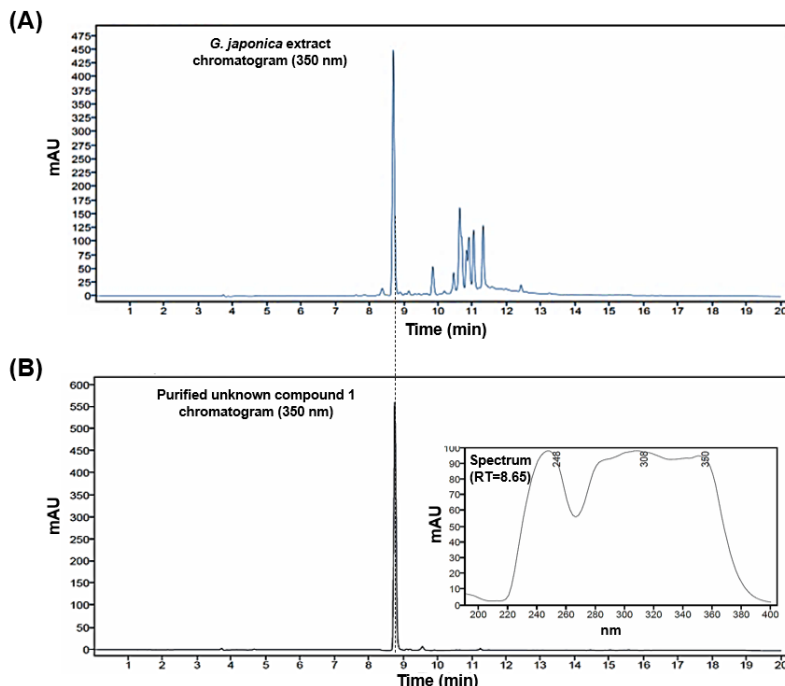 (A)
G. japonica extract
chromatogram (350 nm)
mAU
475
450
425
400
375
350
325
300
275
250
225
200
175
150
125
100
75
50
25
0
1 2 3 4 5 6 7 8 9 10 11 12 13 14 15 16 17 18 19 20
Time (min)
(B)
Purified unknown compound 1
chromatogram (350 nm)
mAU
600
550
500
450
400
350
300
250
200
150
100
50
0
Spectrum
(RT=8.65)
248
308
350
mAU
100
90
80
70
60
50
40
30
20
10
0
200 220 240 260 280 300 320 340 360 380 400
nm
1 2 3 4 5 6 7 8 9 10 11 12 13 14 15 16 17 18 19 20
Time (min)